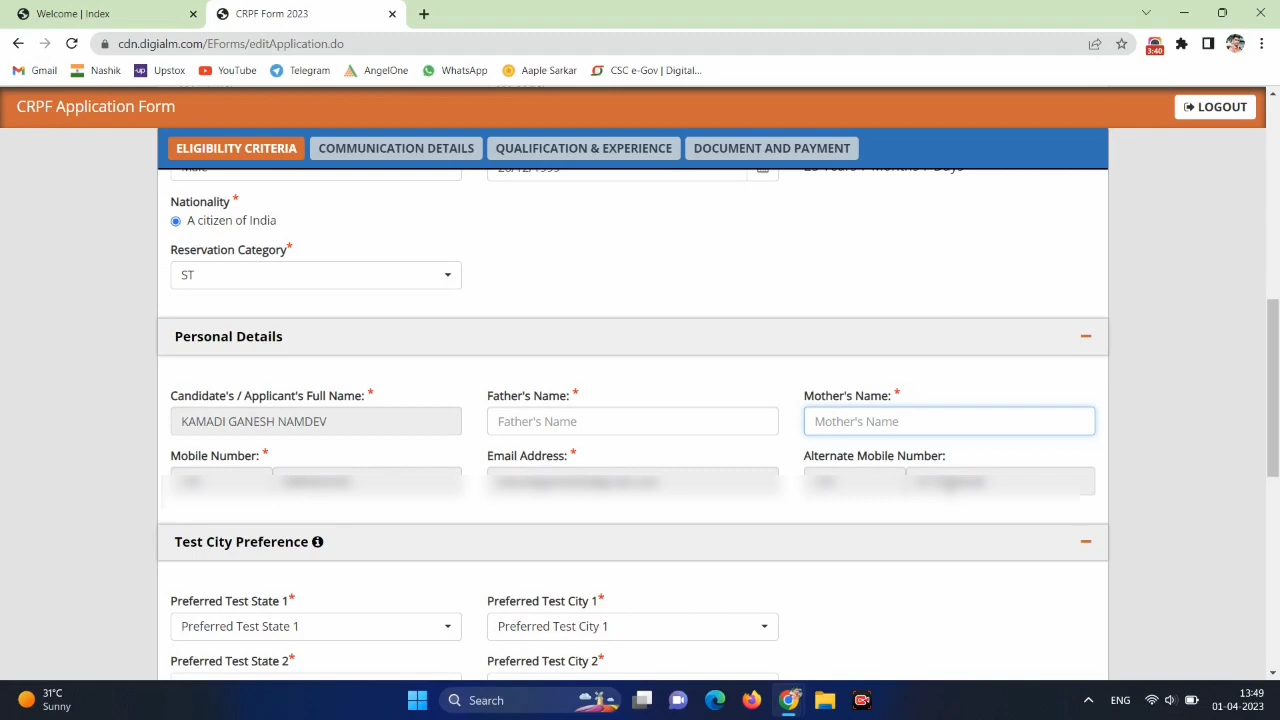 Welcome | Index
CRPF Form 2023
cdn.digialm.com/EForms/editApplication.do
3:40
Gmail
Nashik
up Upstox
YouTube
Telegram
AngelOne
WhatsApp
Aaple Sarkar
CSC e-Gov | Digital...
CRPF Application Form
LOGOUT
ELIGIBILITY CRITERIA
COMMUNICATION DETAILS
QUALIFICATION & EXPERIENCE
DOCUMENT AND PAYMENT
Male
Nationality *
A citizen of India
Reservation Category*
ST
Personal Details
Candidate's / Applicant's Full Name: *
Father's Name: *
Mother's Name: *
KAMADI GANESH NAMDEV
Father's Name
Mother's Name
Mobile Number: *
Email Address: *
Alternate Mobile Number:
Test City Preference
Preferred Test State 1*
Preferred Test City 1*
Preferred Test State 1
Preferred Test City 1
Preferred Test State 2*
Preferred Test City 2*
31°C
Sunny
Search
ENG
13:49
01-04-2023